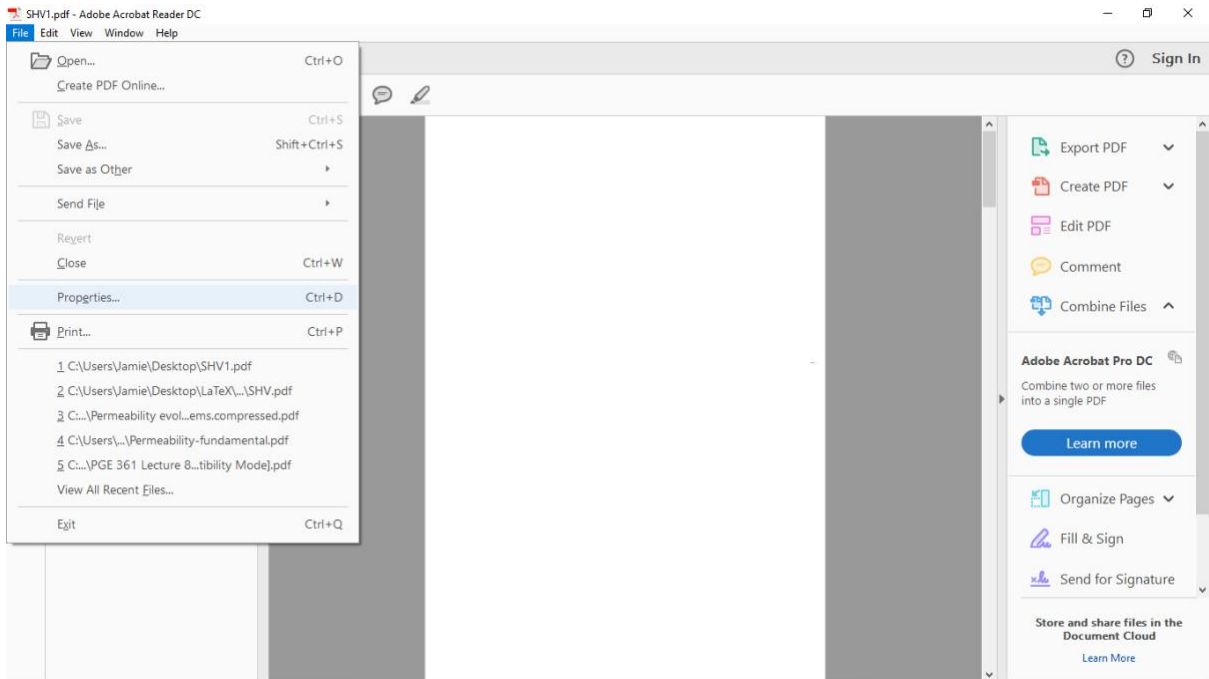 SHV1.pdf - Adobe Acrobat Reader DC
File Edit View Window Help
Open... Ctrl+O
Create PDF Online...
Save Ctrl+S
Save As... Shift+Ctrl+S
Save as Other
Send File
Revert
Close Ctrl+W
Properties... Ctrl+D
Print... Ctrl+P
1 C:\Users\Jamie\Desktop\SHV1.pdf
2 C:\Users\Jamie\Desktop\LaTeX\...\SHV.pdf
3 C:...\Permeability evol...ems.compressed.pdf
4 C:\Users\...\Permeability-fundamental.pdf
5 C:...\PGE 361 Lecture 8...tibility Mode].pdf
View All Recent Files...
Exit Ctrl+Q
? Sign In
Export PDF
Create PDF
Edit PDF
Comment
Combine Files
Adobe Acrobat Pro DC
Combine two or more files
into a single PDF
Learn more
Organize Pages
Fill & Sign
Send for Signature
Store and share files in the
Document Cloud
Learn More